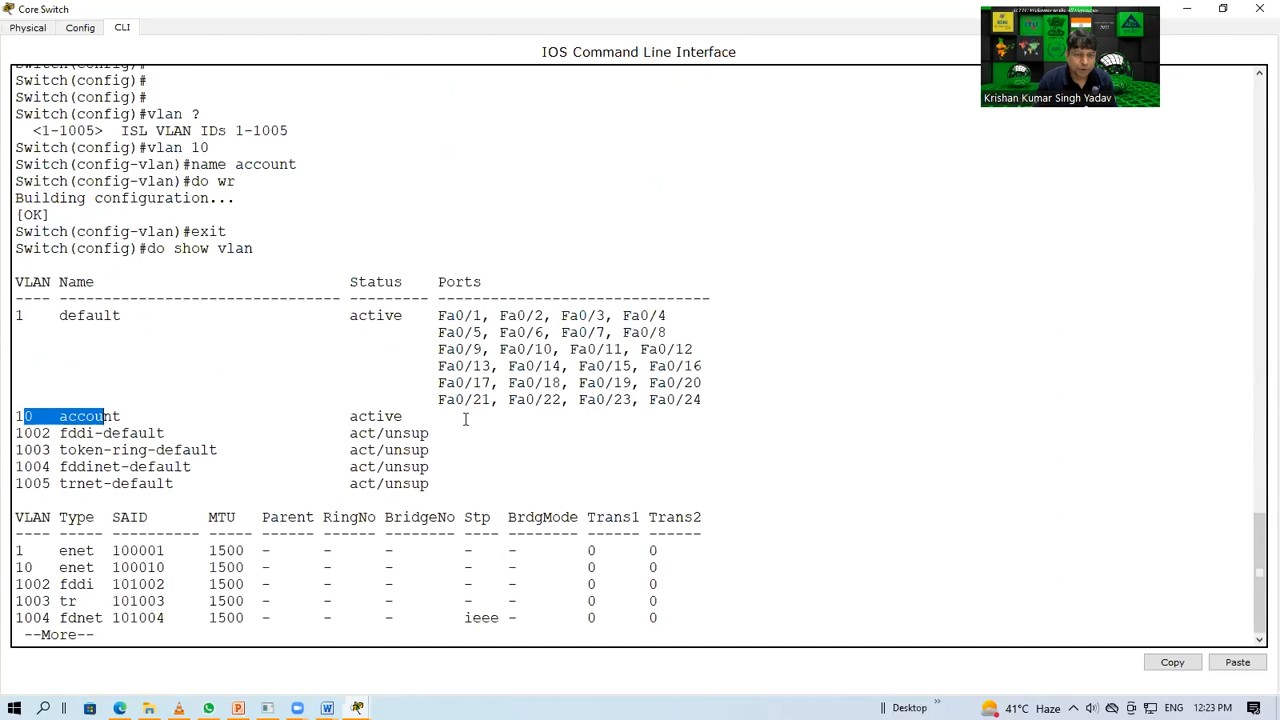 Core Switch
Physical Config CLI
IOS Command Line Interface
Switch(config)#
Switch(config)#
Switch(config)#
Switch(config)#vlan ?
<1-1005> ISL VLAN IDs 1-1005
Switch(config)#vlan 10
Switch(config-vlan)#name account
Switch(config-vlan)#do wr
Building configuration...
[OK]
Switch(config-vlan)#exit
Switch(config)#do show vlan
VLAN Name Status Ports
---- -------------------------------- --------- -------------------------------
1 default active Fa0/1, Fa0/2, Fa0/3, Fa0/4
Fa0/5, Fa0/6, Fa0/7, Fa0/8
Fa0/9, Fa0/10, Fa0/11, Fa0/12
Fa0/13, Fa0/14, Fa0/15, Fa0/16
Fa0/17, Fa0/18, Fa0/19, Fa0/20
Fa0/21, Fa0/22, Fa0/23, Fa0/24
10 account active
1002 fddi-default act/unsup
1003 token-ring-default act/unsup
1004 fddinet-default act/unsup
1005 trnet-default act/unsup
VLAN Type SAID MTU Parent RingNo BridgeNo Stp BrdgMode Trans1 Trans2
---- ----- ---------- ----- ------ ------ -------- ---- -------- ------ ------
1 enet 100001 1500 - - - - - 0 0
10 enet 100010 1500 - - - - - 0 0
1002 fddi 101002 1500 - - - - - 0 0
1003 tr 101003 1500 - - - - - 0 0
1004 fdnet 101004 1500 - - - ieee - 0 0
--More--
Krishan Kumar Singh Yadav
Copy Paste
Desktop » 41°C Haze ENG 12:23 PM